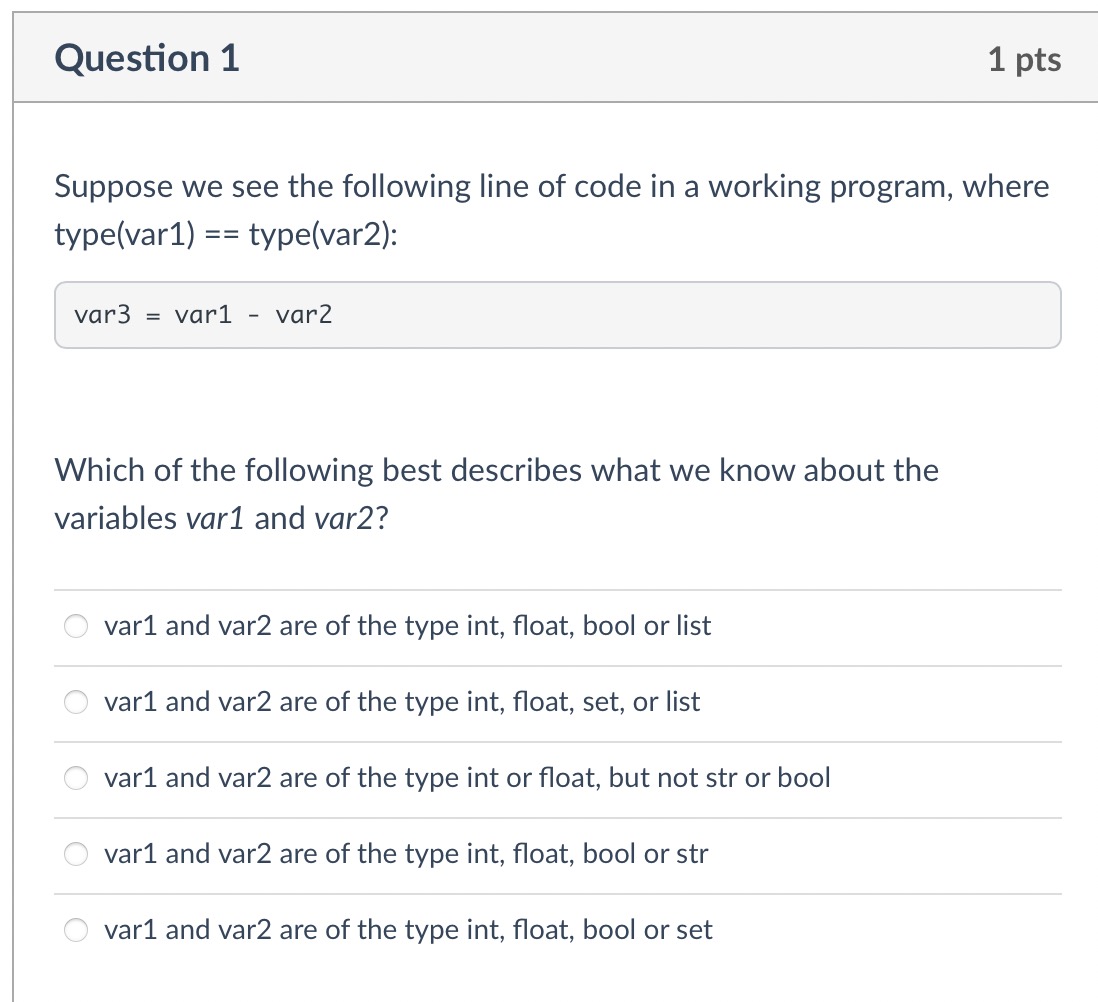 Question 1
1 pts
Suppose we see the following line of code in a working program, where
type(var1) == type(var2):
var3 = var1 - var2
Which of the following best describes what we know about the
variables var1 and var2?
var1 and var2 are of the type int, float, bool or list
var1 and var2 are of the type int, float, set, or list
var1 and var2 are of the type int or float, but not str or bool
var1 and var2 are of the type int, float, bool or str
var1 and var2 are of the type int, float, bool or set